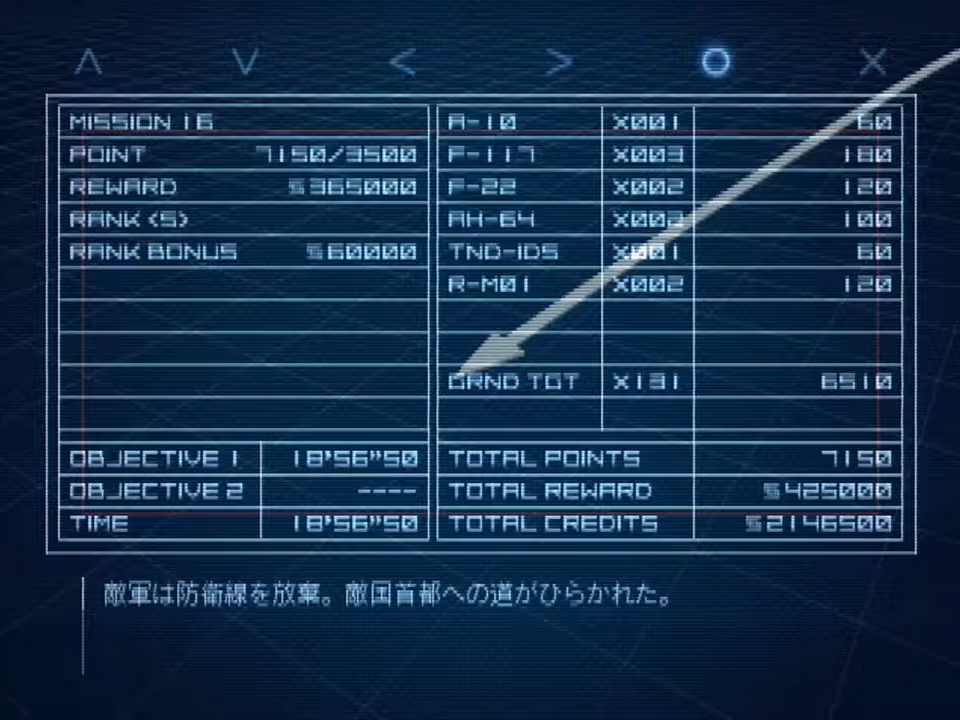 MISSION 16
POINT 7150/3500
REWARD $365000
RANK <S>
RANK BONUS $60000
OBJECTIVE 1 18'56"50
OBJECTIVE 2 ----
TIME 18'56"50
A-10 X001 60
F-117 X003 180
F-22 X002 120
AH-64 X002 100
TND-IDS X001 60
R-M01 X002 120
GRND TGT X131 6510
TOTAL POINTS 7150
TOTAL REWARD $425000
TOTAL CREDITS $2146500
敵軍は防衛線を放棄。敵国首都への道がひらかれた。